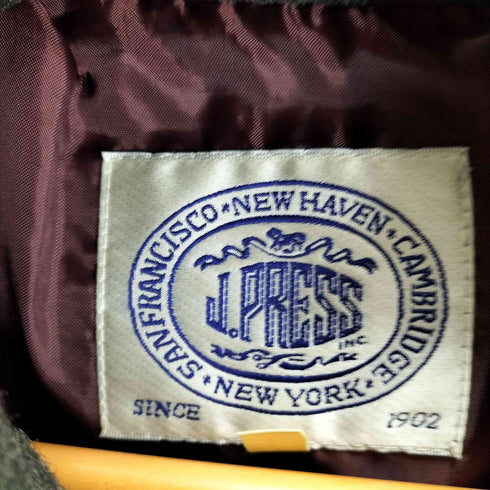 SAN FRANCISCO * NEW HAVEN * CAMBRIDGE * NEW YORK *
J. PRESS
INC.
SINCE 1902